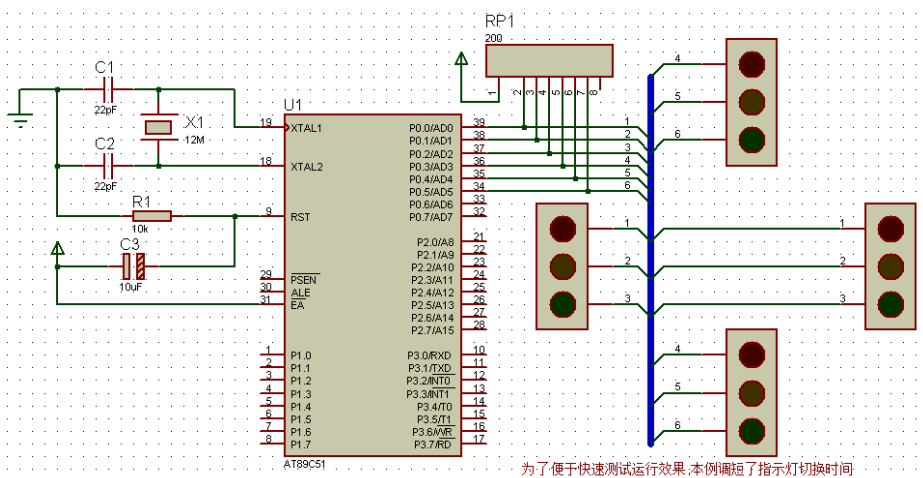 RP1
200
1 2 3 4 5 6 7 8
C1
22pF
X1
12M
C2
22pF
R1
10k
C3
10uF
U1
19 XTAL1
18 XTAL2
9 RST
29 PSEN
30 ALE
31 EA
1 P1.0
2 P1.1
3 P1.2
4 P1.3
5 P1.4
6 P1.5
7 P1.6
8 P1.7
P0.0/AD0 39
P0.1/AD1 38
P0.2/AD2 37
P0.3/AD3 36
P0.4/AD4 35
P0.5/AD5 34
P0.6/AD6 33
P0.7/AD7 32
P2.0/A8 21
P2.1/A9 22
P2.2/A10 23
P2.3/A11 24
P2.4/A12 25
P2.5/A13 26
P2.6/A14 27
P2.7/A15 28
P3.0/RXD 10
P3.1/TXD 11
P3.2/INT0 12
P3.3/INT1 13
P3.4/T0 14
P3.5/T1 15
P3.6/WR 16
P3.7/RD 17
AT89C51
1
2
3
4
5
6
4
5
6
1
2
3
1
2
3
4
5
6
为了便于快速测试运行效果,本例调短了指示灯切换时间